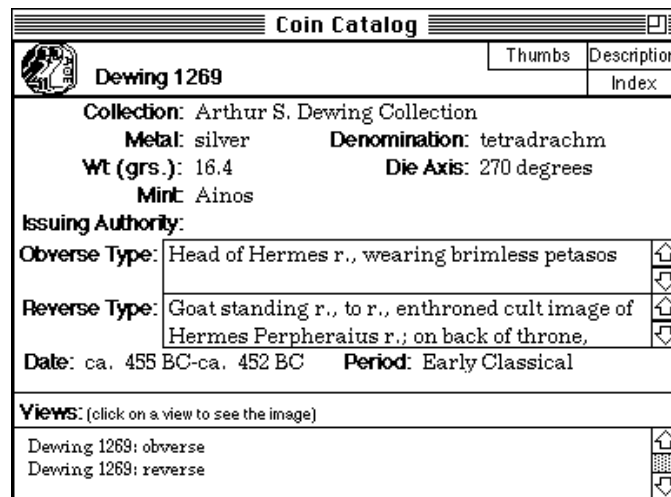 Coin Catalog
Thumbs Description
Dewing 1269
Index
Collection: Arthur S. Dewing Collection
Metal: silver Denomination: tetradrachm
Wt (grs.): 16.4 Die Axis: 270 degrees
Mint: Ainos
Issuing Authority:
Obverse Type: Head of Hermes r., wearing brimless petasos
Reverse Type: Goat standing r., to r., enthroned cult image of
Hermes Perpheraius r.; on back of throne,
Date: ca. 455 BC-ca. 452 BC Period: Early Classical
Views: (click on a view to see the image)
Dewing 1269: obverse
Dewing 1269: reverse